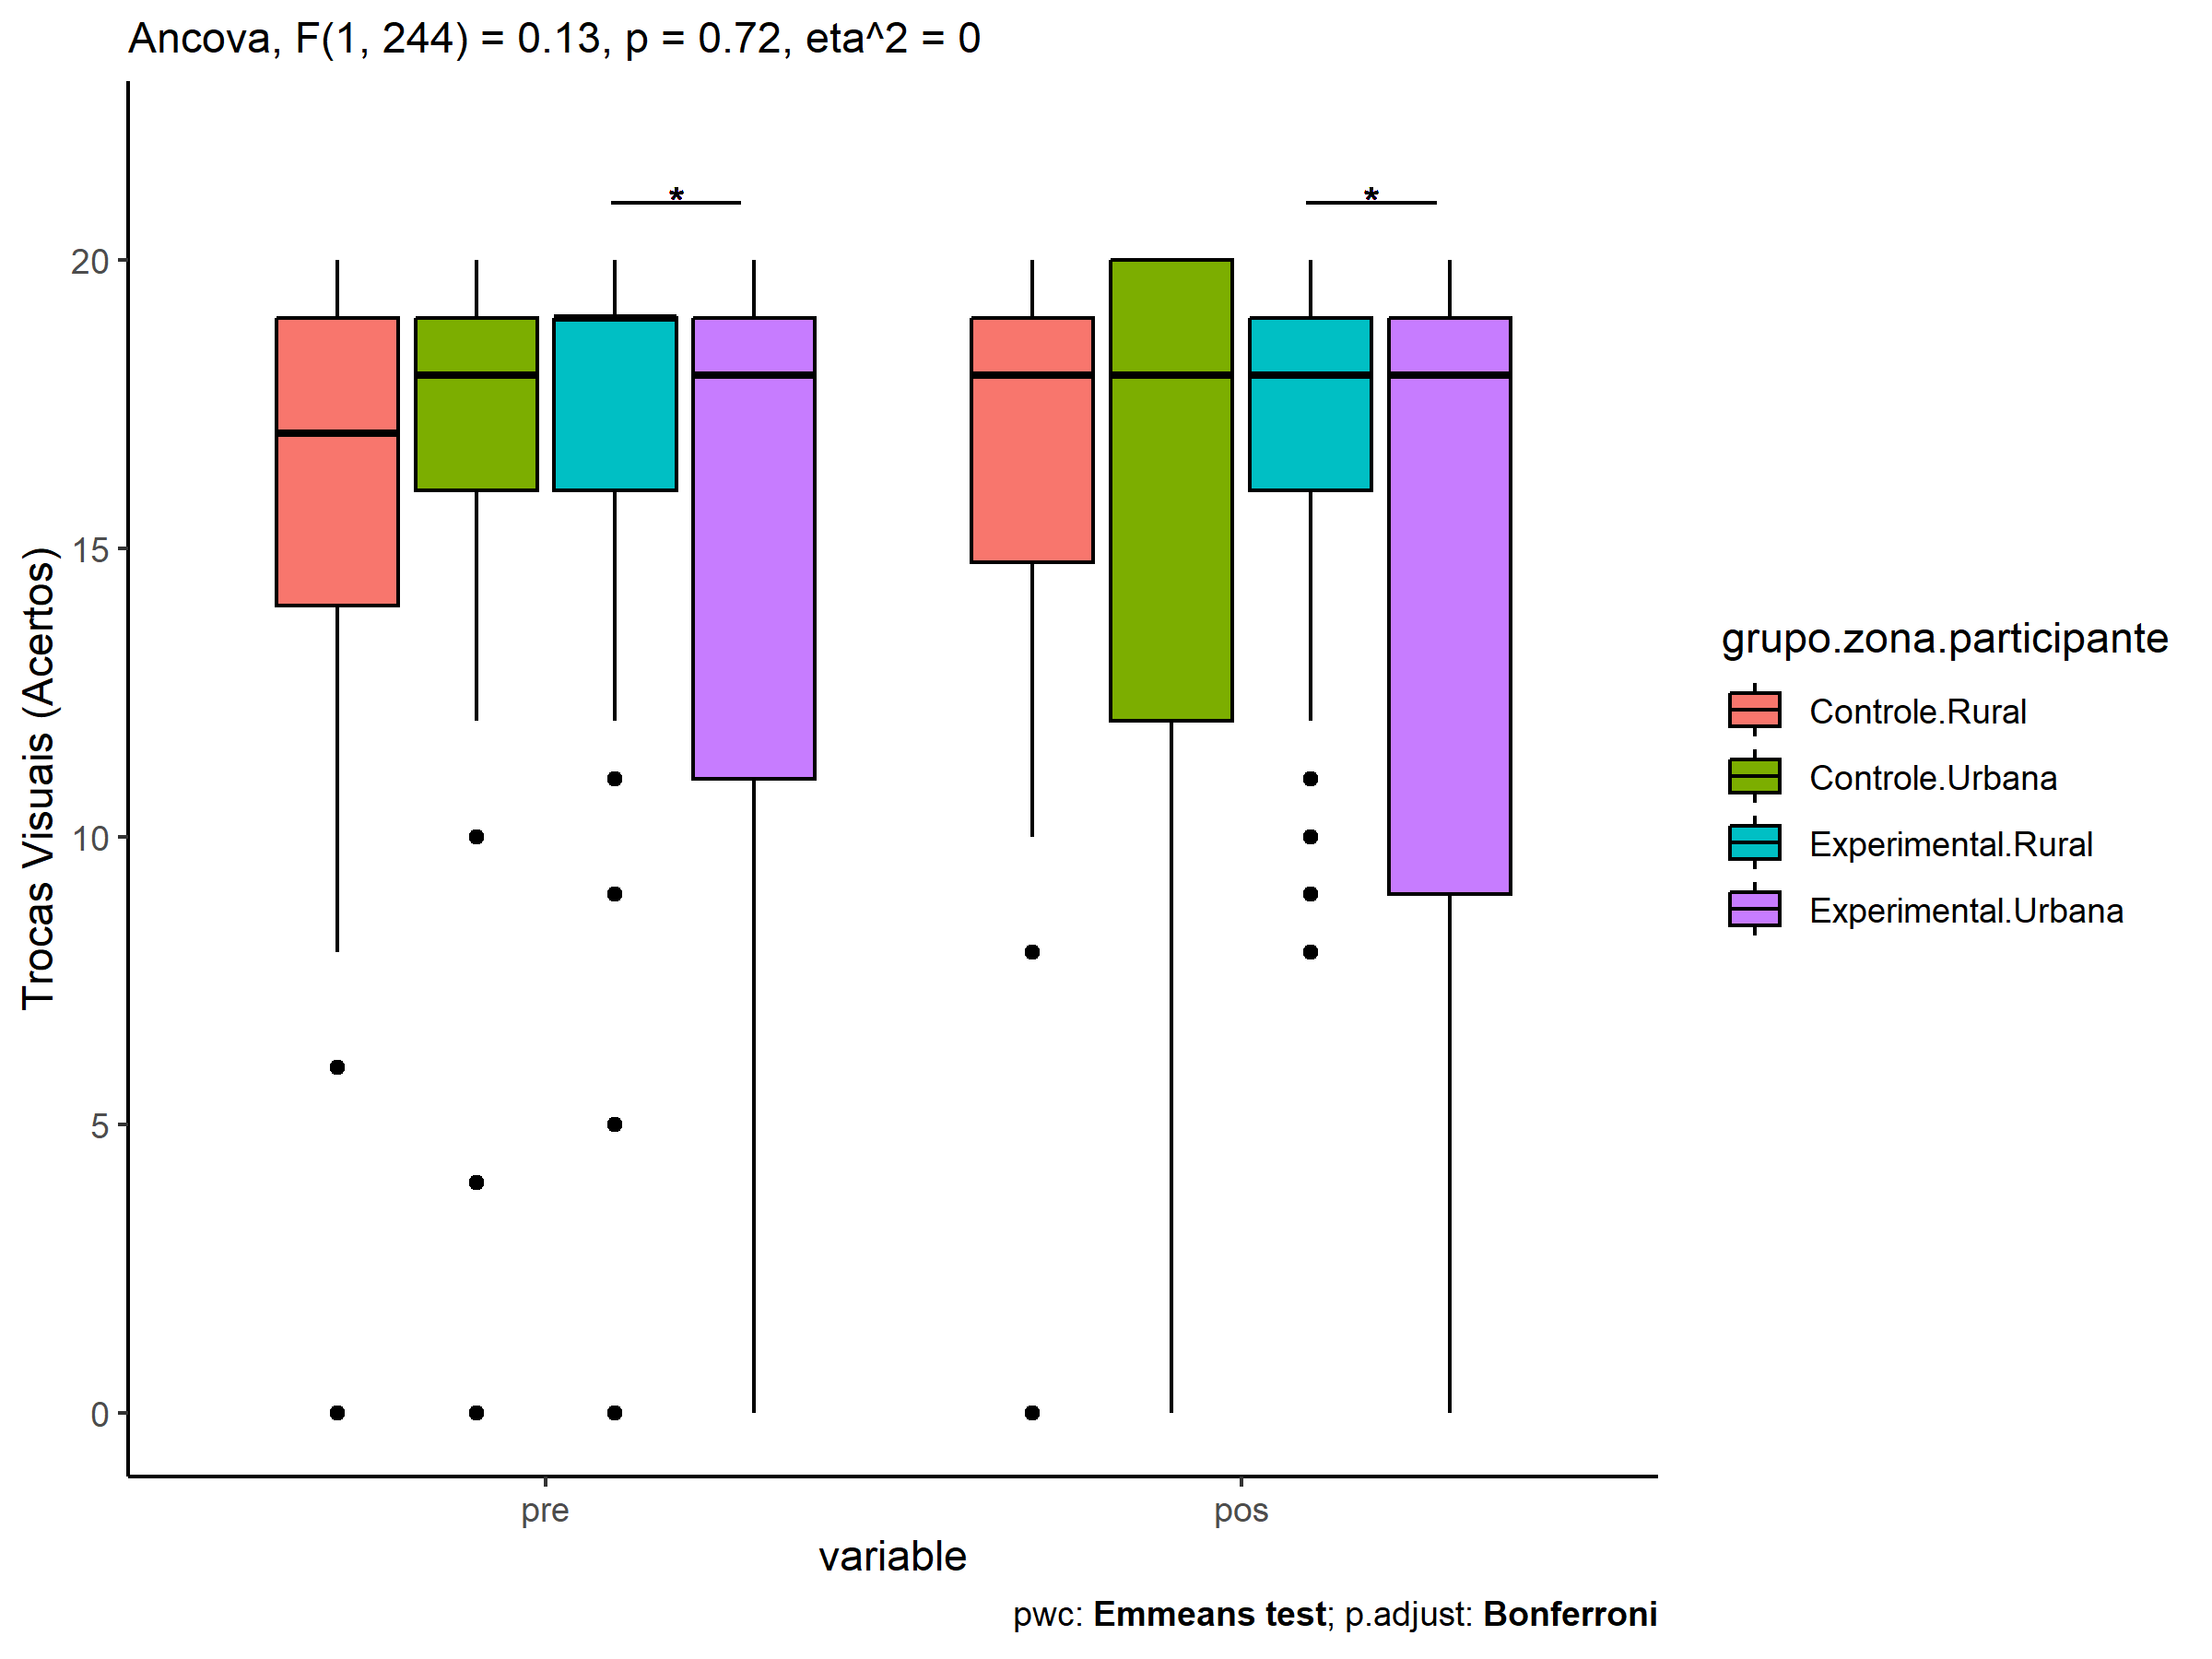 Ancova, F(1, 244) = 0.13, p = 0.72, eta^2 = 0
* *
20
15
10
5
0
Trocas Visuais (Acertos)
pre pos
variable
pwc: Emmeans test; p.adjust: Bonferroni
grupo.zona.participante
Controle.Rural
Controle.Urbana
Experimental.Rural
Experimental.Urbana